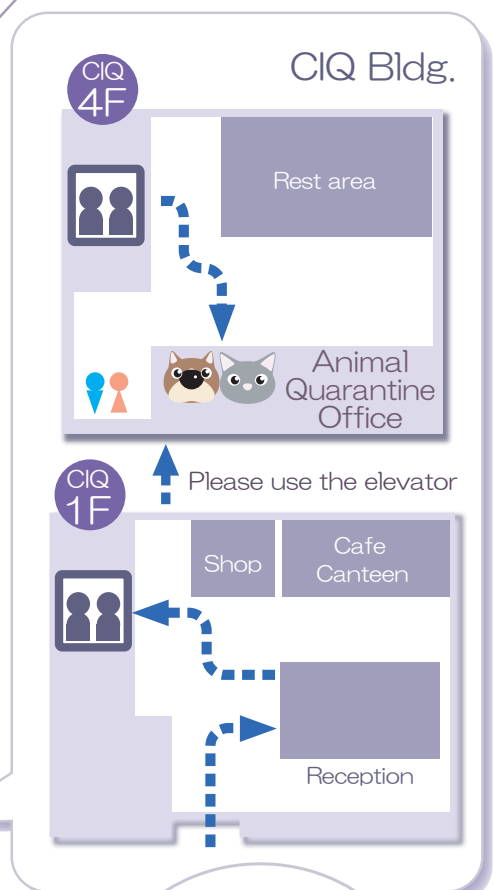 CIQ Bldg.
CIQ
4F
Rest area
Animal
Quarantine
Office
CIQ
1F
Please use the elevator
Shop
Cafe
Canteen
Reception